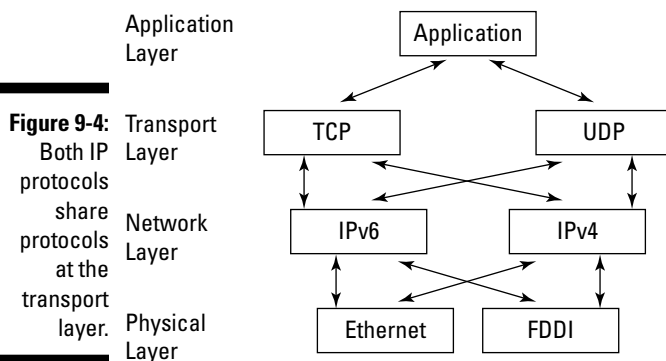 Figure 9-4:
Both IP
protocols
share
protocols
at the
transport
layer.
Application
Layer
Application
Transport
Layer
TCP
UDP
Network
Layer
IPv6
IPv4
Physical
Layer
Ethernet
FDDI